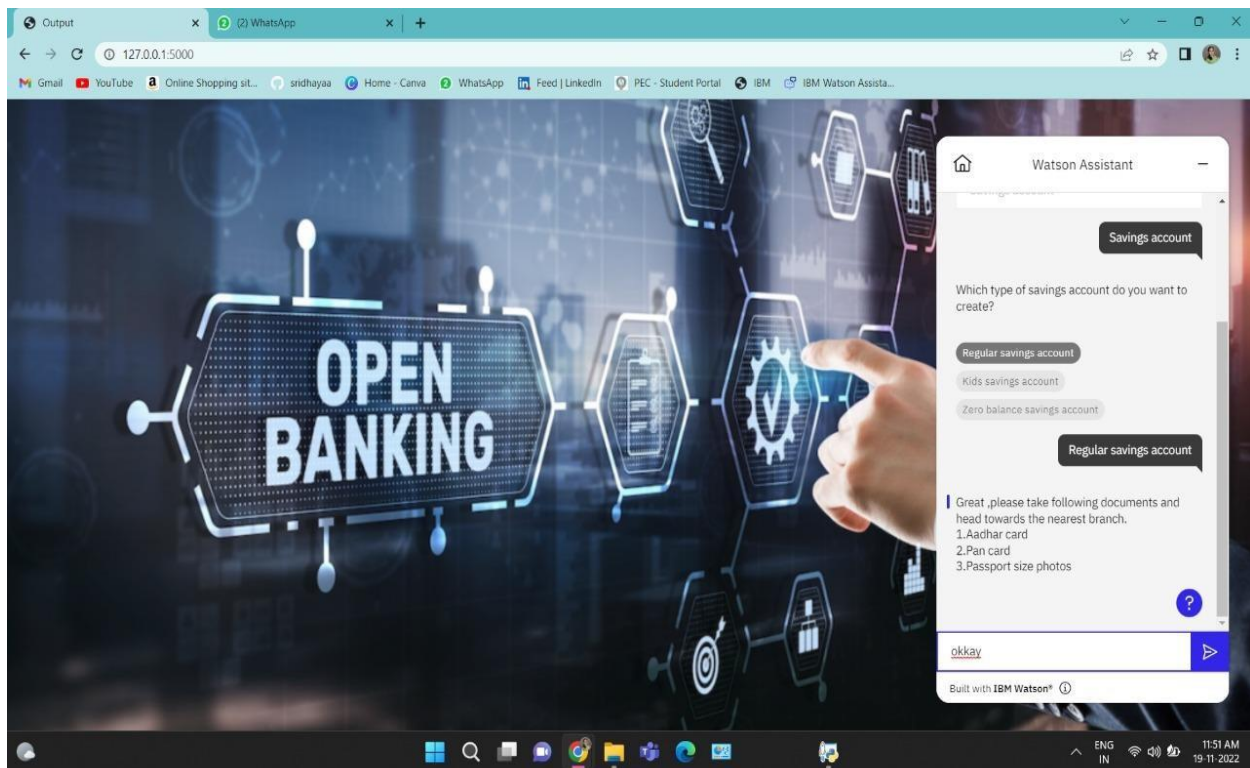 Output
(2) WhatsApp
127.0.0.1:5000
Gmail YouTube Online Shopping sit... sridhayaa Home - Canva WhatsApp Feed | LinkedIn PEC - Student Portal IBM IBM Watson Assista...
OPEN
BANKING
Watson Assistant
Savings account
Savings account
Which type of savings account do you want to
create?
Regular savings account
Kids savings account
Zero balance savings account
Regular savings account
Great ,please take following documents and
head towards the nearest branch.
1.Aadhar card
2.Pan card
3.Passport size photos
?
okkay
Built with IBM Watson®
ENG
IN
11:51 AM
19-11-2022